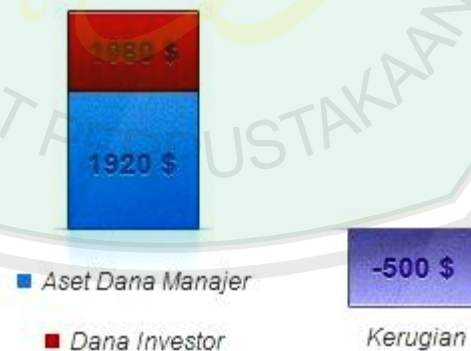 1920 $
-500 $
Aset Dana Manajer
Dana Investor
Kerugian